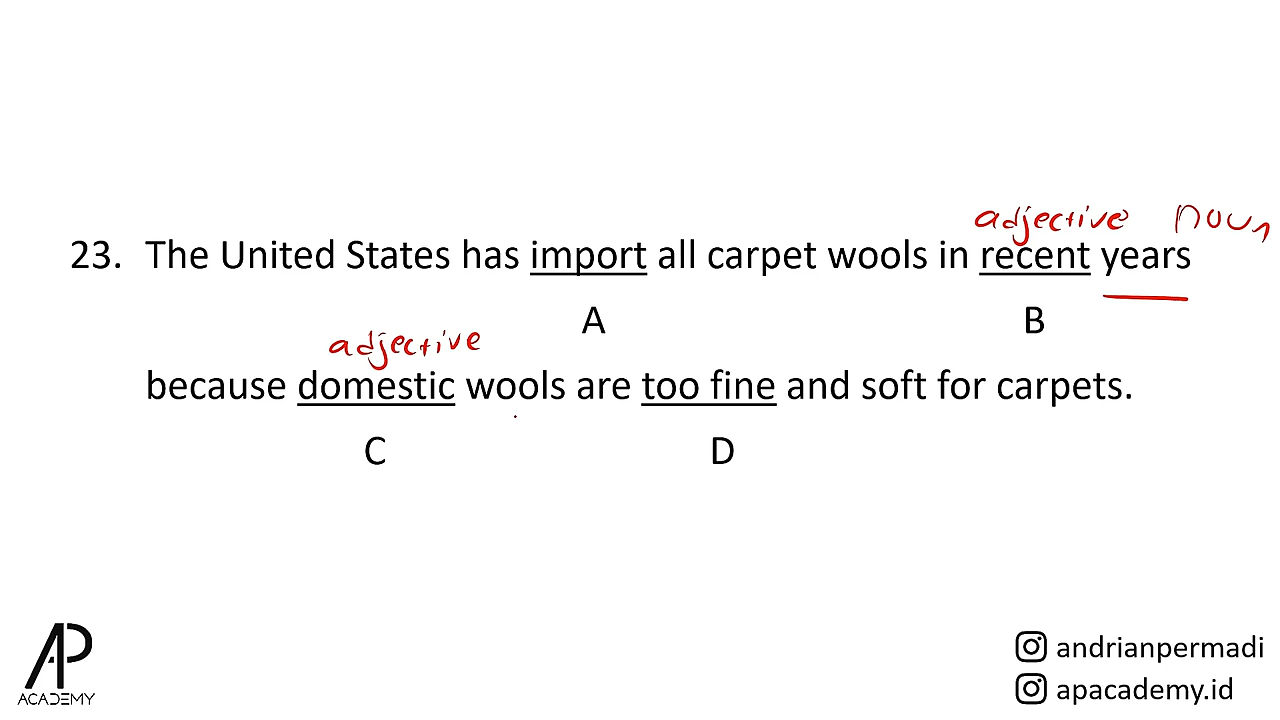 adjective noun
23. The United States has import all carpet wools in recent years
A B
adjective
because domestic wools are too fine and soft for carpets.
C D
AP
ACADEMY
andrianpermadi
apacademy.id